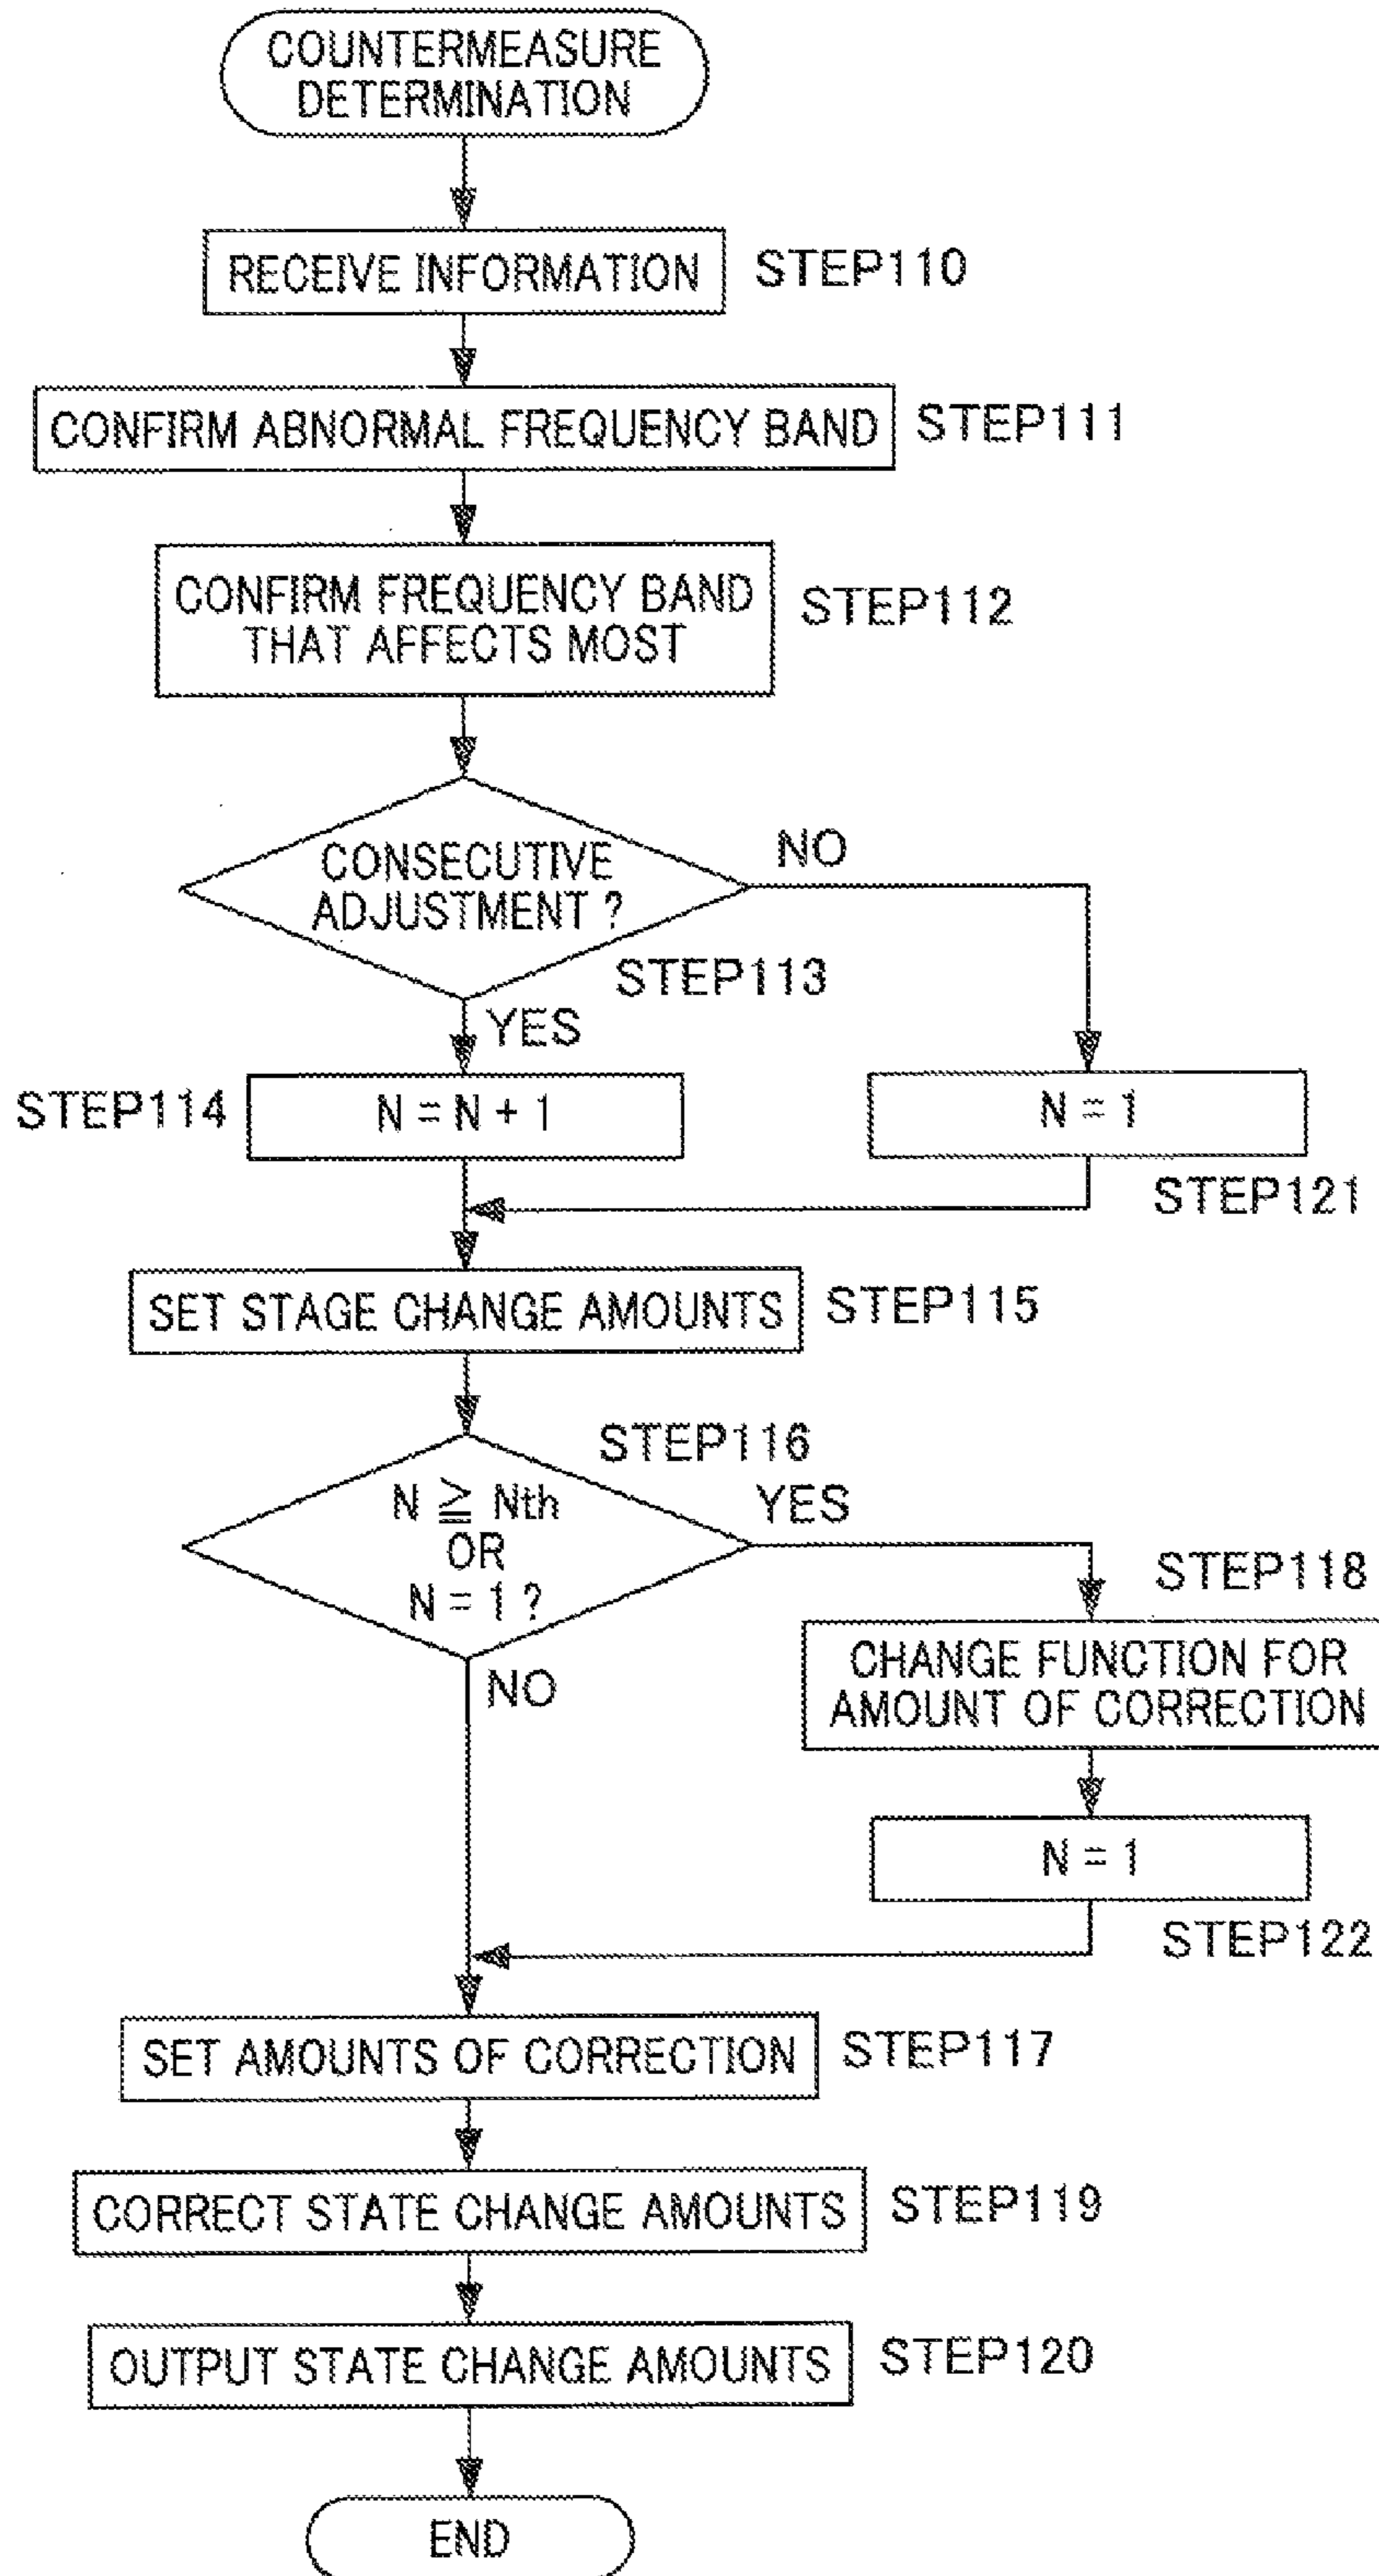 COUNTERMEASURE
DETERMINATION
RECEIVE INFORMATION
STEP110
CONFIRM ABNORMAL FREQUENCY BAND
STEP111
CONFIRM FREQUENCY BAND
THAT AFFECTS MOST
STEP112
CONSECUTIVE
ADJUSTMENT ?
NO
STEP113
YES
STEP114
N = N + 1
N = 1
STEP121
SET STAGE CHANGE AMOUNTS
STEP115
STEP116
N ≧ Nth
OR
N = 1 ?
YES
NO
STEP118
CHANGE FUNCTION FOR
AMOUNT OF CORRECTION
N = 1
STEP122
SET AMOUNTS OF CORRECTION
STEP117
CORRECT STATE CHANGE AMOUNTS
STEP119
OUTPUT STATE CHANGE AMOUNTS
STEP120
END